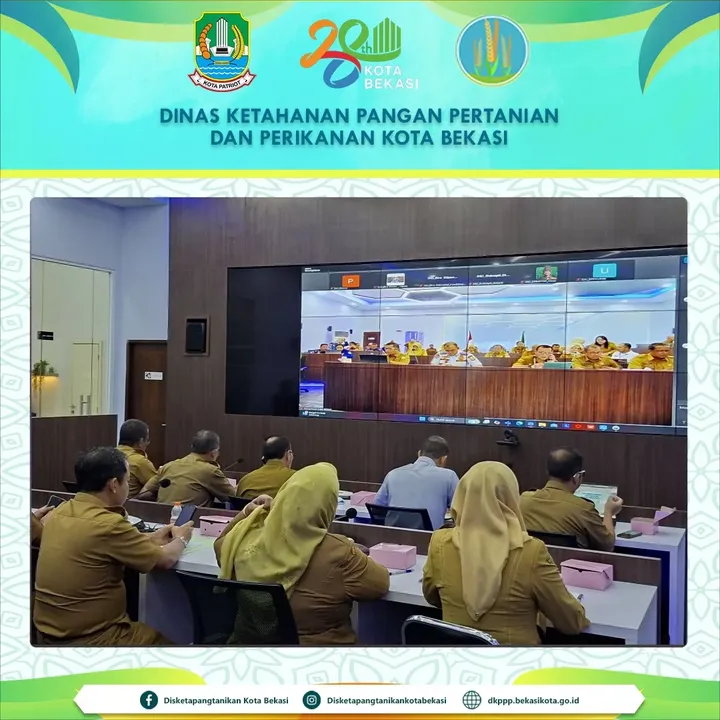 KOTA PATRIOT
28th
KOTA
BEKASI
DINAS KETAHANAN PANGAN PERTANIAN
DAN PERIKANAN KOTA BEKASI
P
U
Disketapangtanikan Kota Bekasi
Disketapangtanikankotabekasi
dkppp.bekasikota.go.id